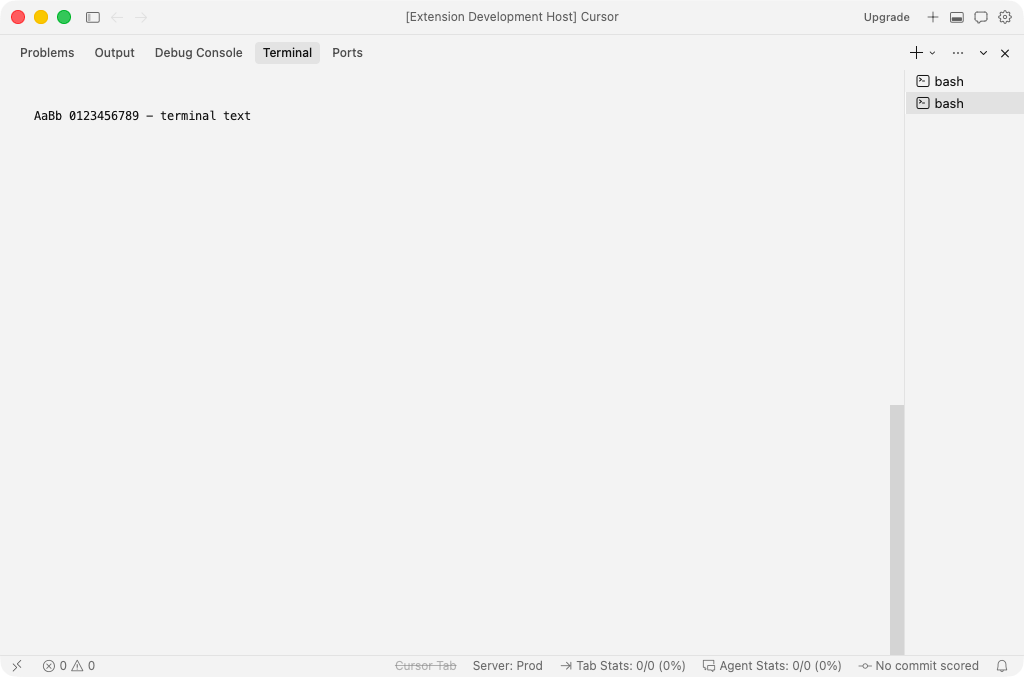 [Extension Development Host] Cursor
Upgrade
Problems Output Debug Console Terminal Ports
bash
bash
AaBb 0123456789 – terminal text
0 0 Cursor Tab Server: Prod Tab Stats: 0/0 (0%) Agent Stats: 0/0 (0%) No commit scored